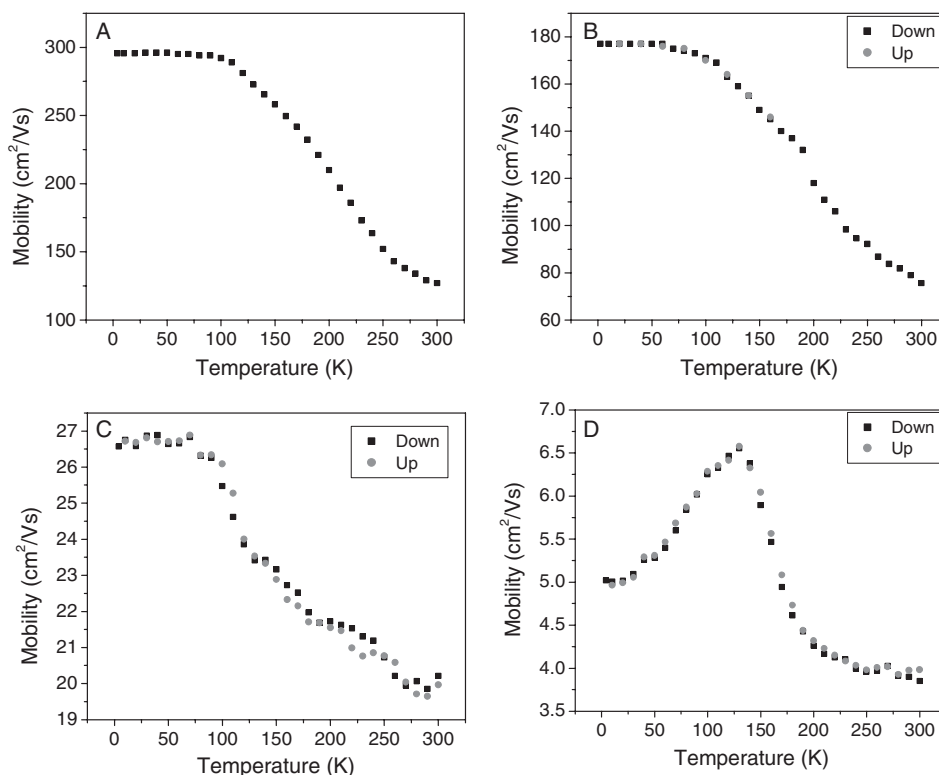 A
300
250
200
150
100
Mobility (cm²/Vs)
0 50 100 150 200 250 300
Temperature (K)
B
Down
Up
180
160
140
120
100
80
60
Mobility (cm²/Vs)
0 50 100 150 200 250 300
Temperature (K)
C
Down
Up
27
26
25
24
23
22
21
20
19
Mobility (cm²/Vs)
0 50 100 150 200 250 300
Temperature (K)
D
Down
Up
7.0
6.5
6.0
5.5
5.0
4.5
4.0
3.5
Mobility (cm²/Vs)
0 50 100 150 200 250 300
Temperature (K)